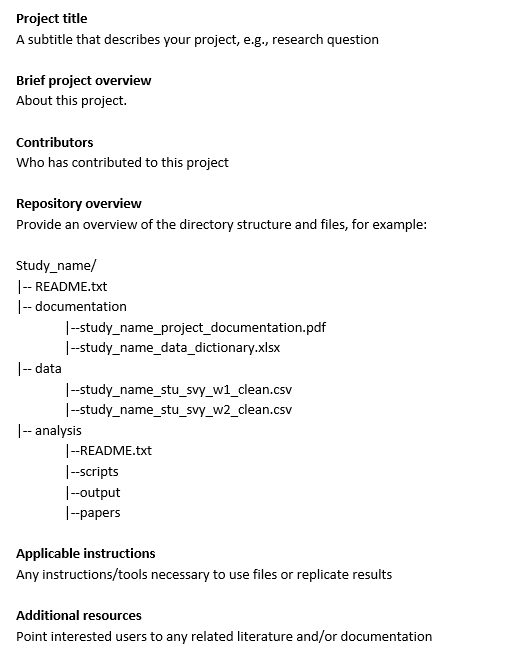 Project title
A subtitle that describes your project, e.g., research question
Brief project overview
About this project.
Contributors
Who has contributed to this project
Repository overview
Provide an overview of the directory structure and files, for example:
Study_name/
|-- README.txt
|-- documentation
|--study_name_project_documentation.pdf
|--study_name_data_dictionary.xlsx
|-- data
|--study_name_stu_svy_w1_clean.csv
|--study_name_stu_svy_w2_clean.csv
|-- analysis
|--README.txt
|--scripts
|--output
|--papers
Applicable instructions
Any instructions/tools necessary to use files or replicate results
Additional resources
Point interested users to any related literature and/or documentation